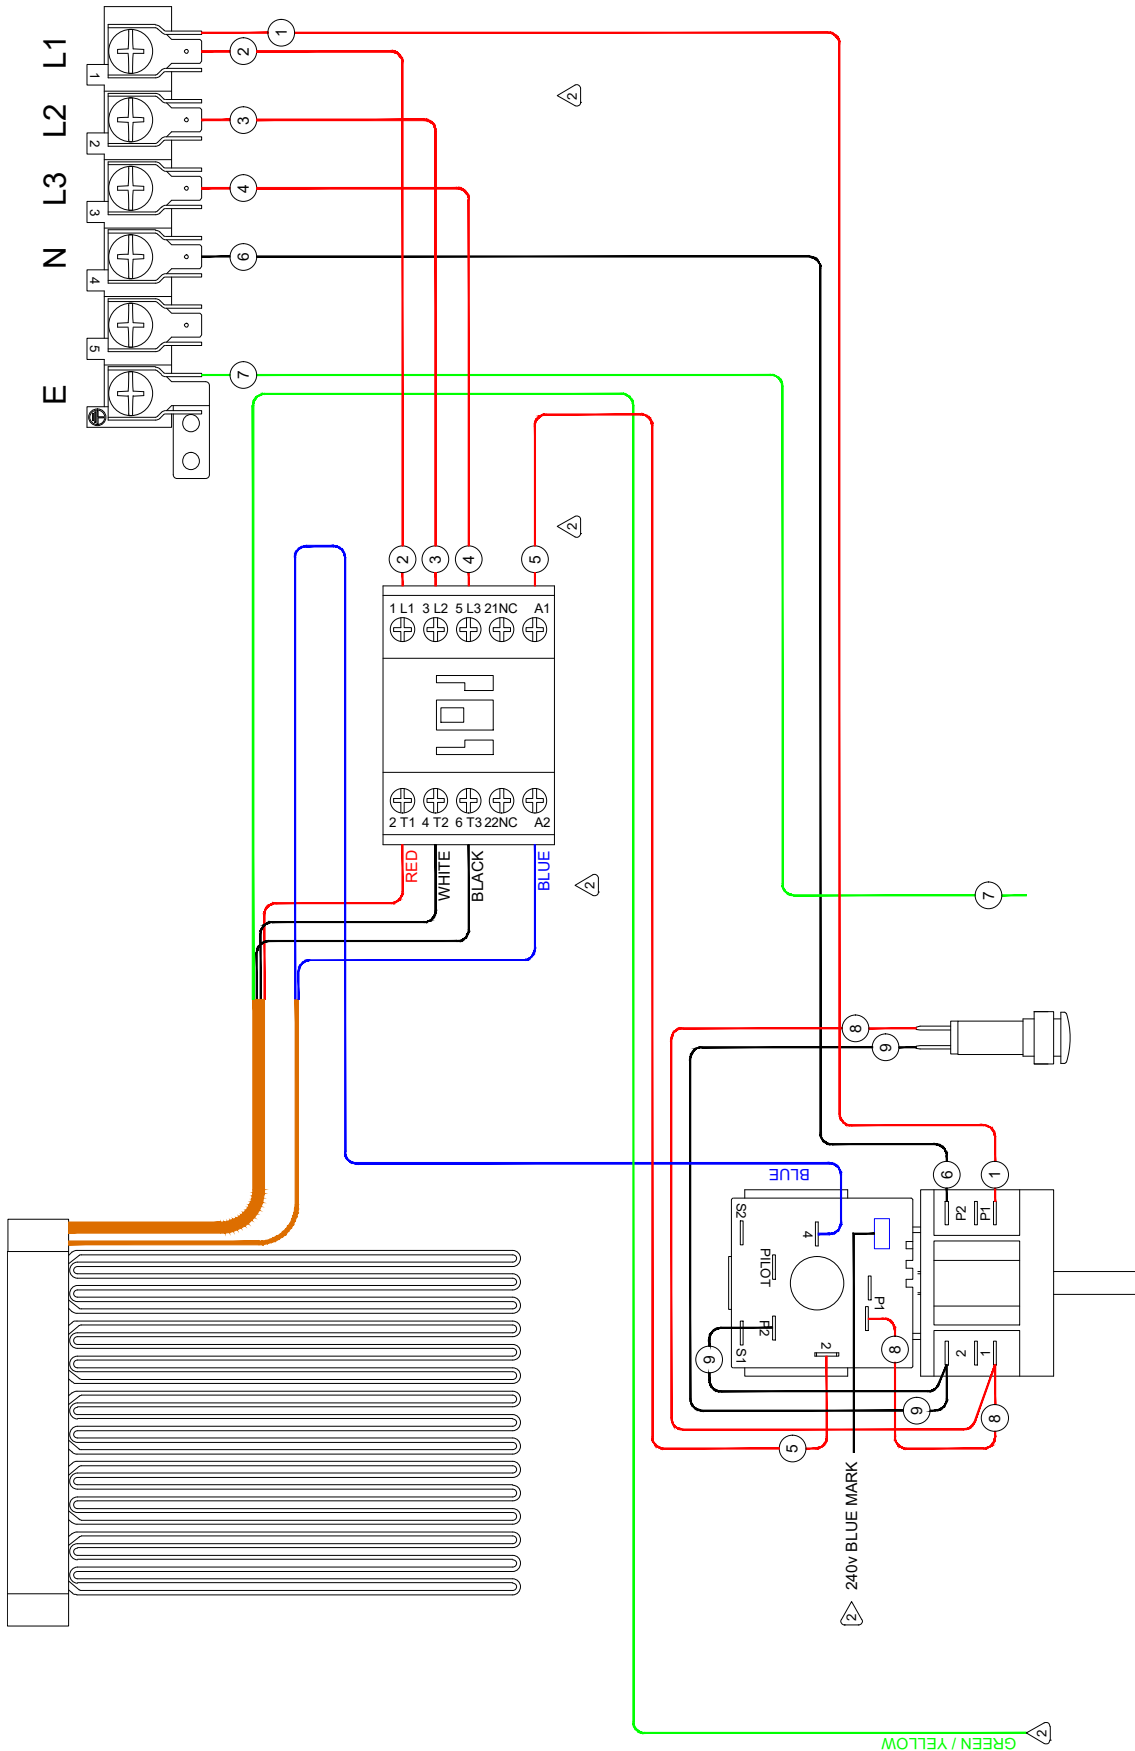 L1
L2
L3
N
E
1
2
3
4
5
1
2
3
4
6
7
2
2
3
4
5
2
1 L1
3 L2
5 L3
21NC
A1
2 T1
4 T2
6 T3
22NC
A2
RED
WHITE
BLACK
BLUE
2
7
8
9
6
1
BLUE
S2
4
PILOT
P2
P1
P1
P2
S1
2
2
1
9
8
9
8
5
240v BLUE MARK
2
GREEN / YELLOW
2